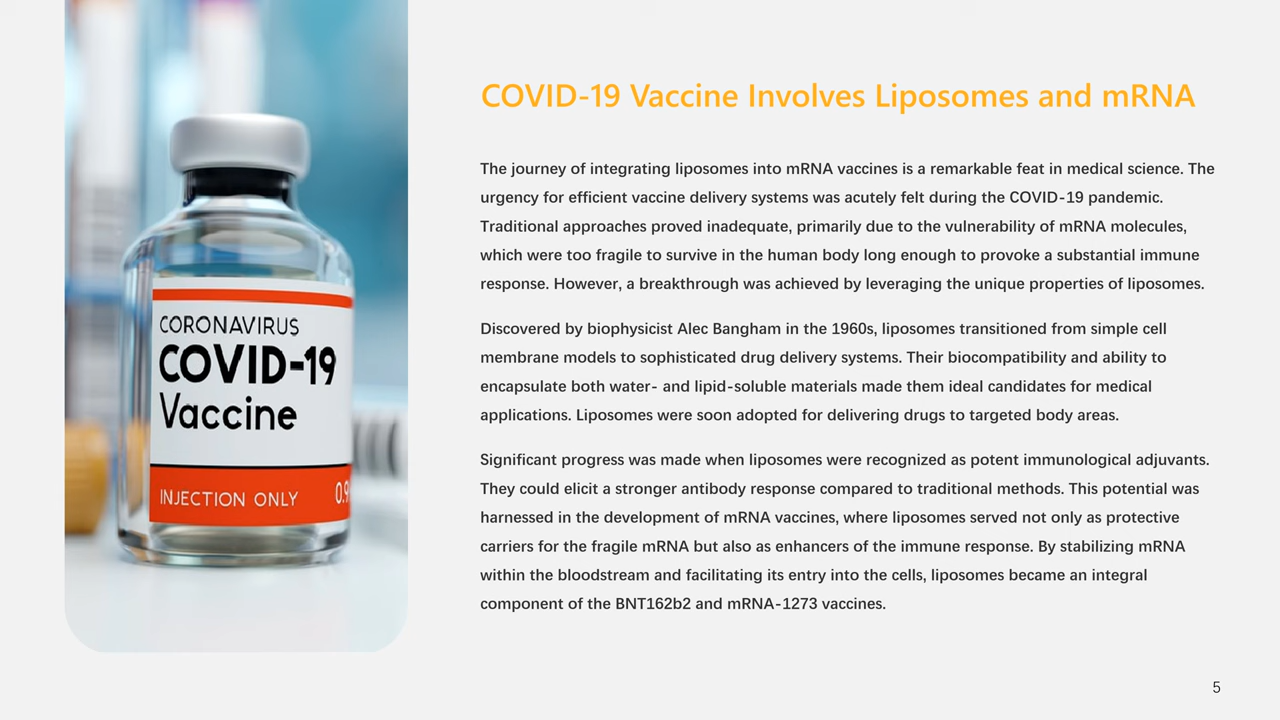 COVID-19 Vaccine Involves Liposomes and mRNA
The journey of integrating liposomes into mRNA vaccines is a remarkable feat in medical science. The
urgency for efficient vaccine delivery systems was acutely felt during the COVID-19 pandemic.
Traditional approaches proved inadequate, primarily due to the vulnerability of mRNA molecules,
which were too fragile to survive in the human body long enough to provoke a substantial immune
response. However, a breakthrough was achieved by leveraging the unique properties of liposomes.
Discovered by biophysicist Alec Bangham in the 1960s, liposomes transitioned from simple cell
membrane models to sophisticated drug delivery systems. Their biocompatibility and ability to
encapsulate both water- and lipid-soluble materials made them ideal candidates for medical
applications. Liposomes were soon adopted for delivering drugs to targeted body areas.
Significant progress was made when liposomes were recognized as potent immunological adjuvants.
They could elicit a stronger antibody response compared to traditional methods. This potential was
harnessed in the development of mRNA vaccines, where liposomes served not only as protective
carriers for the fragile mRNA but also as enhancers of the immune response. By stabilizing mRNA
within the bloodstream and facilitating its entry into the cells, liposomes became an integral
component of the BNT162b2 and mRNA-1273 vaccines.
CORONAVIRUS
COVID-19
Vaccine
INJECTION ONLY
5